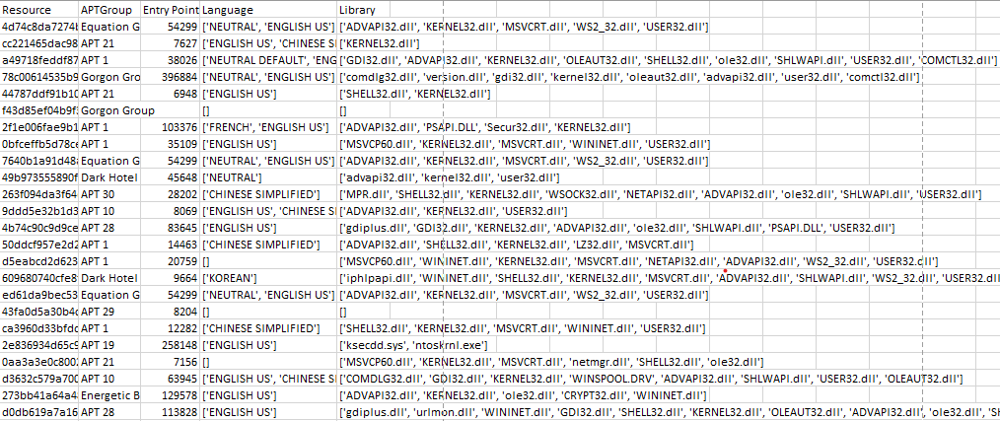 Resource APTGroup Entry Point Language Library
4d74c8da7274b Equation G 54299 ['NEUTRAL', 'ENGLISH US'] ['ADVAPI32.dll', 'KERNEL32.dll', 'MSVCRT.dll', 'WS2_32.dll', 'USER32.dll']
cc221465dac98 APT 21 7627 ['ENGLISH US', 'CHINESE SI ['KERNEL32.dll']
a49718feddf87 APT 1 38026 ['NEUTRAL DEFAULT', 'ENG ['GDI32.dll', 'ADVAPI32.dll', 'KERNEL32.dll', 'OLEAUT32.dll', 'SHELL32.dll', 'ole32.dll', 'SHLWAPI.dll', 'USER32.dll', 'COMCTL32.dll']
78c00614535b9 Gorgon Gro 396884 ['NEUTRAL', 'ENGLISH US'] ['comdlg32.dll', 'version.dll', 'gdi32.dll', 'kernel32.dll', 'oleaut32.dll', 'advapi32.dll', 'user32.dll', 'comctl32.dll']
44787ddf91b10 APT 21 6948 ['ENGLISH US'] ['SHELL32.dll', 'KERNEL32.dll']
f43d85ef04b9f Gorgon Group [] []
2f1e006fae9b1 APT 1 103376 ['FRENCH', 'ENGLISH US'] ['ADVAPI32.dll', 'PSAPI.DLL', 'Secur32.dll', 'KERNEL32.dll']
0bfceffb5d78ce APT 1 35109 ['ENGLISH US'] ['MSVCP60.dll', 'KERNEL32.dll', 'MSVCRT.dll', 'WININET.dll', 'USER32.dll']
7640b1a91d48 Equation G 54299 ['NEUTRAL', 'ENGLISH US'] ['ADVAPI32.dll', 'KERNEL32.dll', 'MSVCRT.dll', 'WS2_32.dll', 'USER32.dll']
49b973555890f Dark Hotel 45648 ['NEUTRAL'] ['advapi32.dll', 'kernel32.dll', 'user32.dll']
263f094da3f64 APT 30 28202 ['CHINESE SIMPLIFIED'] ['MPR.dll', 'SHELL32.dll', 'KERNEL32.dll', 'WSOCK32.dll', 'NETAPI32.dll', 'ADVAPI32.dll', 'ole32.dll', 'SHLWAPI.dll', 'USER32.dll']
9ddd5e32b1d3 APT 10 8069 ['ENGLISH US', 'CHINESE SI ['ADVAPI32.dll', 'KERNEL32.dll', 'USER32.dll']
4b74c90c9d9ce APT 28 83645 ['ENGLISH US'] ['gdiplus.dll', 'GDI32.dll', 'KERNEL32.dll', 'ADVAPI32.dll', 'ole32.dll', 'SHLWAPI.dll', 'PSAPI.DLL', 'USER32.dll']
50ddcf957e2d2 APT 1 14463 ['CHINESE SIMPLIFIED'] ['ADVAPI32.dll', 'SHELL32.dll', 'KERNEL32.dll', 'LZ32.dll', 'MSVCRT.dll']
d5eabcd2d623 APT 1 20759 [] ['MSVCP60.dll', 'WININET.dll', 'KERNEL32.dll', 'MSVCRT.dll', 'NETAPI32.dll', 'ADVAPI32.dll', 'WS2_32.dll', 'USER32.dll']
609680740cfe8 Dark Hotel 9664 ['KOREAN'] ['iphlpapi.dll', 'WININET.dll', 'SHELL32.dll', 'KERNEL32.dll', 'MSVCRT.dll', 'ADVAPI32.dll', 'SHLWAPI.dll', 'WS2_32.dll', 'USER32.dll
ed61da9bec53 Equation G 54299 ['NEUTRAL', 'ENGLISH US'] ['ADVAPI32.dll', 'KERNEL32.dll', 'MSVCRT.dll', 'WS2_32.dll', 'USER32.dll']
43fa0d5a30b4c APT 29 8204 [] []
ca3960d33bfdc APT 1 12282 ['CHINESE SIMPLIFIED'] ['SHELL32.dll', 'KERNEL32.dll', 'MSVCRT.dll', 'WININET.dll', 'USER32.dll']
2e836934d65c9 APT 19 258148 ['ENGLISH US'] ['ksecdd.sys', 'ntoskrnl.exe']
0aa3a3e0c800 APT 21 7156 [] ['MSVCP60.dll', 'KERNEL32.dll', 'MSVCRT.dll', 'netmgr.dll', 'SHELL32.dll', 'ole32.dll']
d3632c579a700 APT 10 63945 ['ENGLISH US', 'CHINESE SI ['COMDLG32.dll', 'GDI32.dll', 'KERNEL32.dll', 'WINSPOOL.DRV', 'ADVAPI32.dll', 'SHLWAPI.dll', 'USER32.dll', 'OLEAUT32.dll']
273bb41a64a4 Energetic B 129578 ['ENGLISH US'] ['ADVAPI32.dll', 'KERNEL32.dll', 'ole32.dll', 'CRYPT32.dll', 'WININET.dll']
d0db619a7a16 APT 28 113828 ['ENGLISH US'] ['gdiplus.dll', 'urlmon.dll', 'WININET.dll', 'GDI32.dll', 'SHELL32.dll', 'KERNEL32.dll', 'OLEAUT32.dll', 'ADVAPI32.dll', 'ole32.dll', 'SH